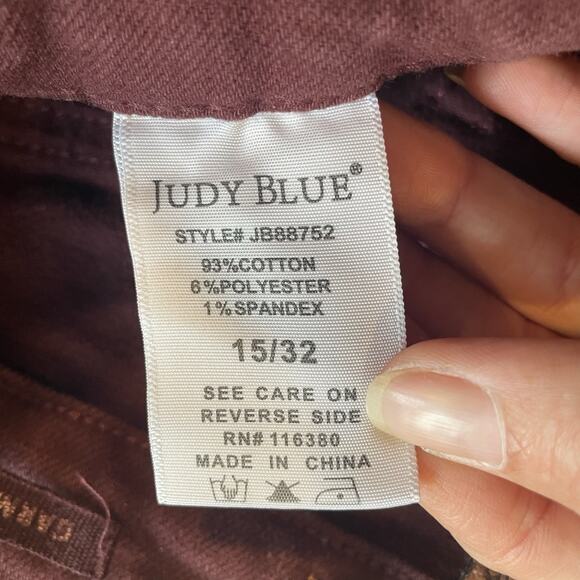 JUDY BLUE®
STYLE# JB88752
93%COTTON
6%POLYESTER
1%SPANDEX
15/32
SEE CARE ON
REVERSE SIDE
RN# 116380
MADE IN CHINA